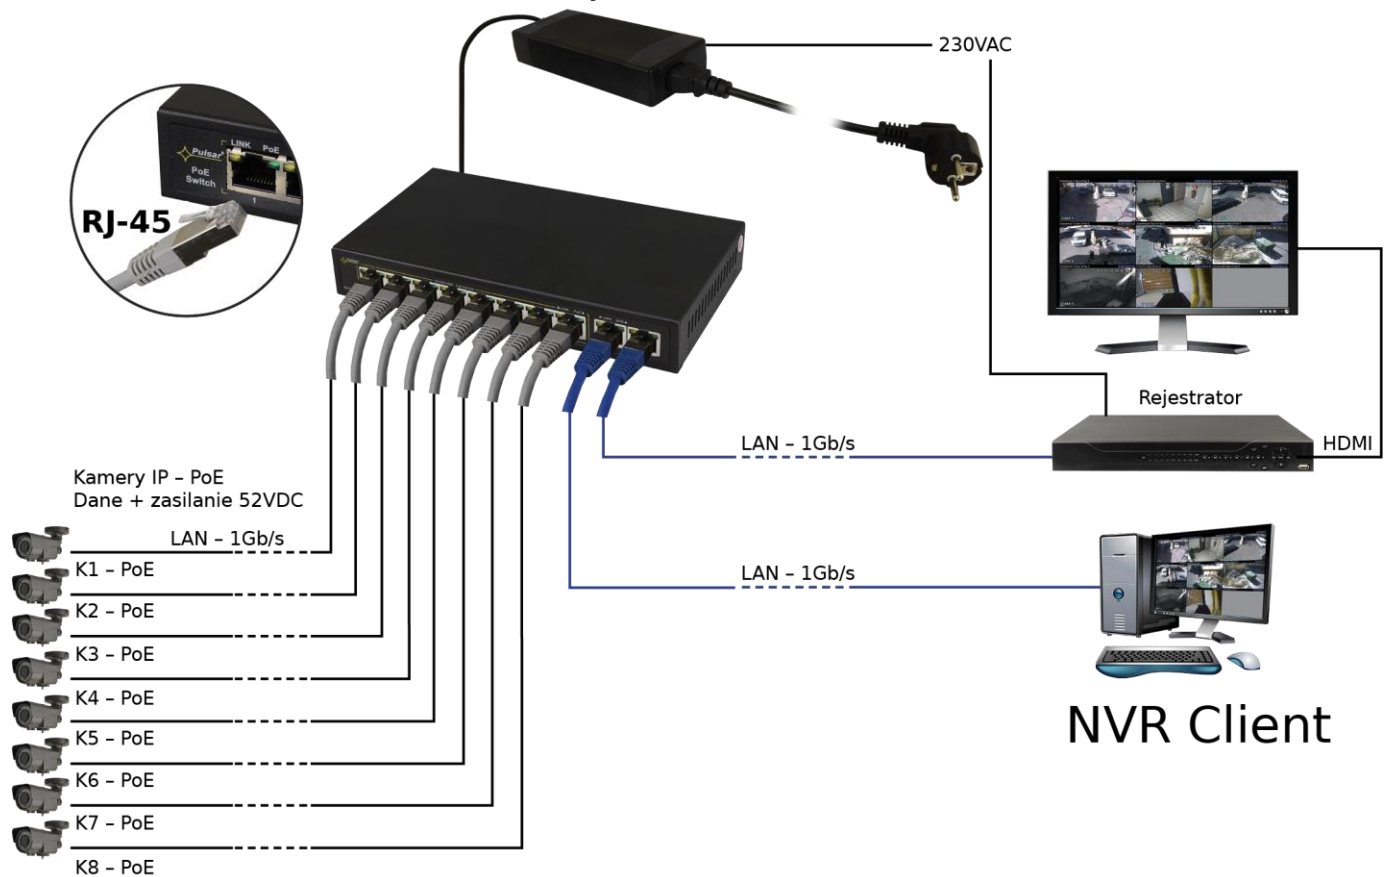 230VAC
Pulsar
LINK PoE
PoE
Switch
1
RJ-45
Rejestrator
HDMI
LAN – 1Gb/s
Kamery IP – PoE
Dane + zasilanie 52VDC
LAN – 1Gb/s
K1 – PoE
K2 – PoE
K3 – PoE
K4 – PoE
K5 – PoE
K6 – PoE
K7 – PoE
K8 – PoE
LAN – 1Gb/s
NVR Client